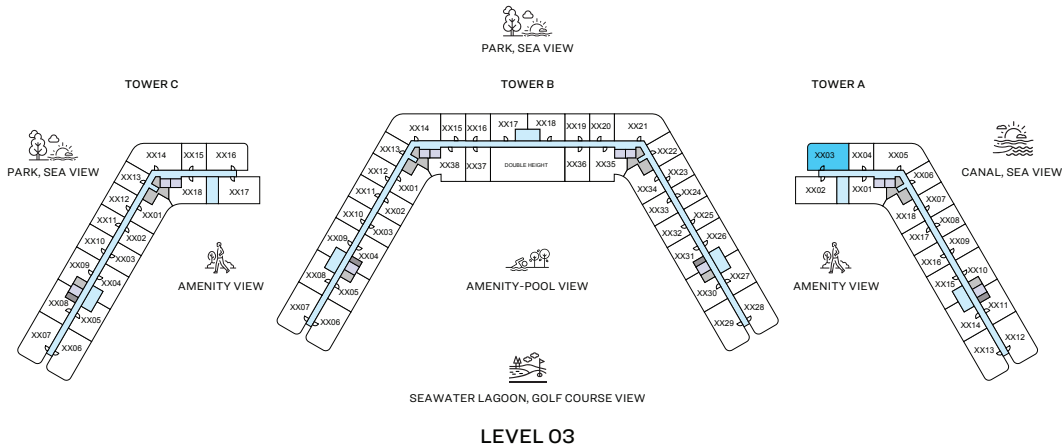 PARK, SEA VIEW
TOWER C
TOWER B
TOWER A
PARK, SEA VIEW
CANAL, SEA VIEW
XX14
XX15
XX16
XX13
XX12
XX11
XX10
XX09
XX08
XX07
XX06
XX05
XX04
XX03
XX02
XX01
XX18
XX17
XX14
XX15
XX16
XX17
XX18
XX19
XX20
XX21
XX13
XX12
XX11
XX10
XX09
XX08
XX07
XX06
XX05
XX04
XX03
XX02
XX01
XX38
XX37
DOUBLE HEIGHT
XX36
XX35
XX22
XX23
XX24
XX25
XX26
XX27
XX28
XX29
XX30
XX31
XX32
XX33
XX34
XX03
XX04
XX05
XX02
XX01
XX06
XX07
XX08
XX09
XX10
XX11
XX12
XX13
XX14
XX15
XX16
XX17
XX18
AMENITY VIEW
AMENITY-POOL VIEW
AMENITY VIEW
SEAWATER LAGOON, GOLF COURSE VIEW
LEVEL 03